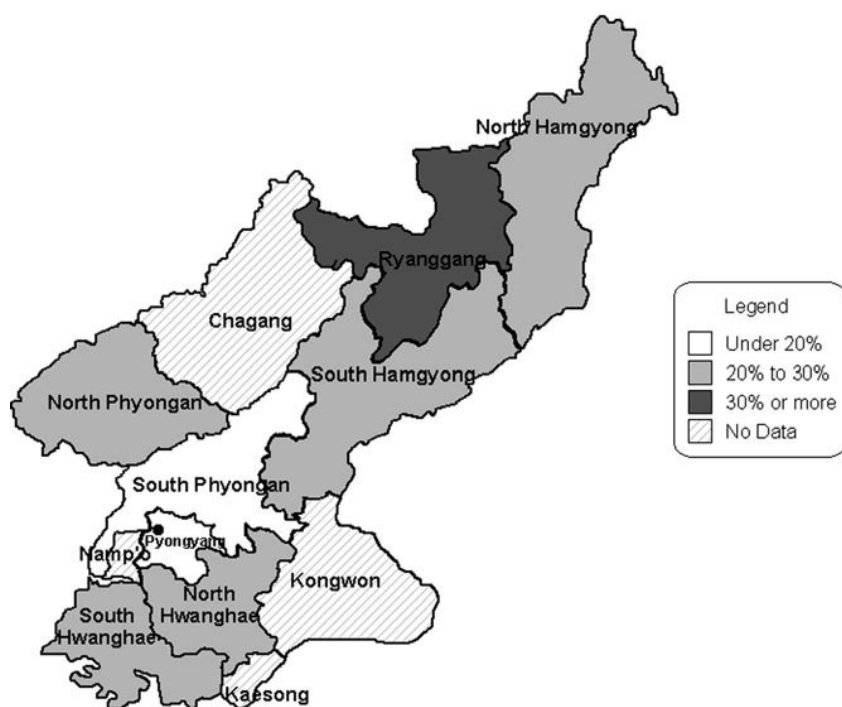 North Hamgyong
Ryanggang
Chagang
South Hamgyong
North Phyongan
South Phyongan
Pyongyang
Namp'o
Kongwon
North
Hwanghae
South
Hwanghae
Kaesong
Legend
Under 20%
20% to 30%
30% or more
No Data